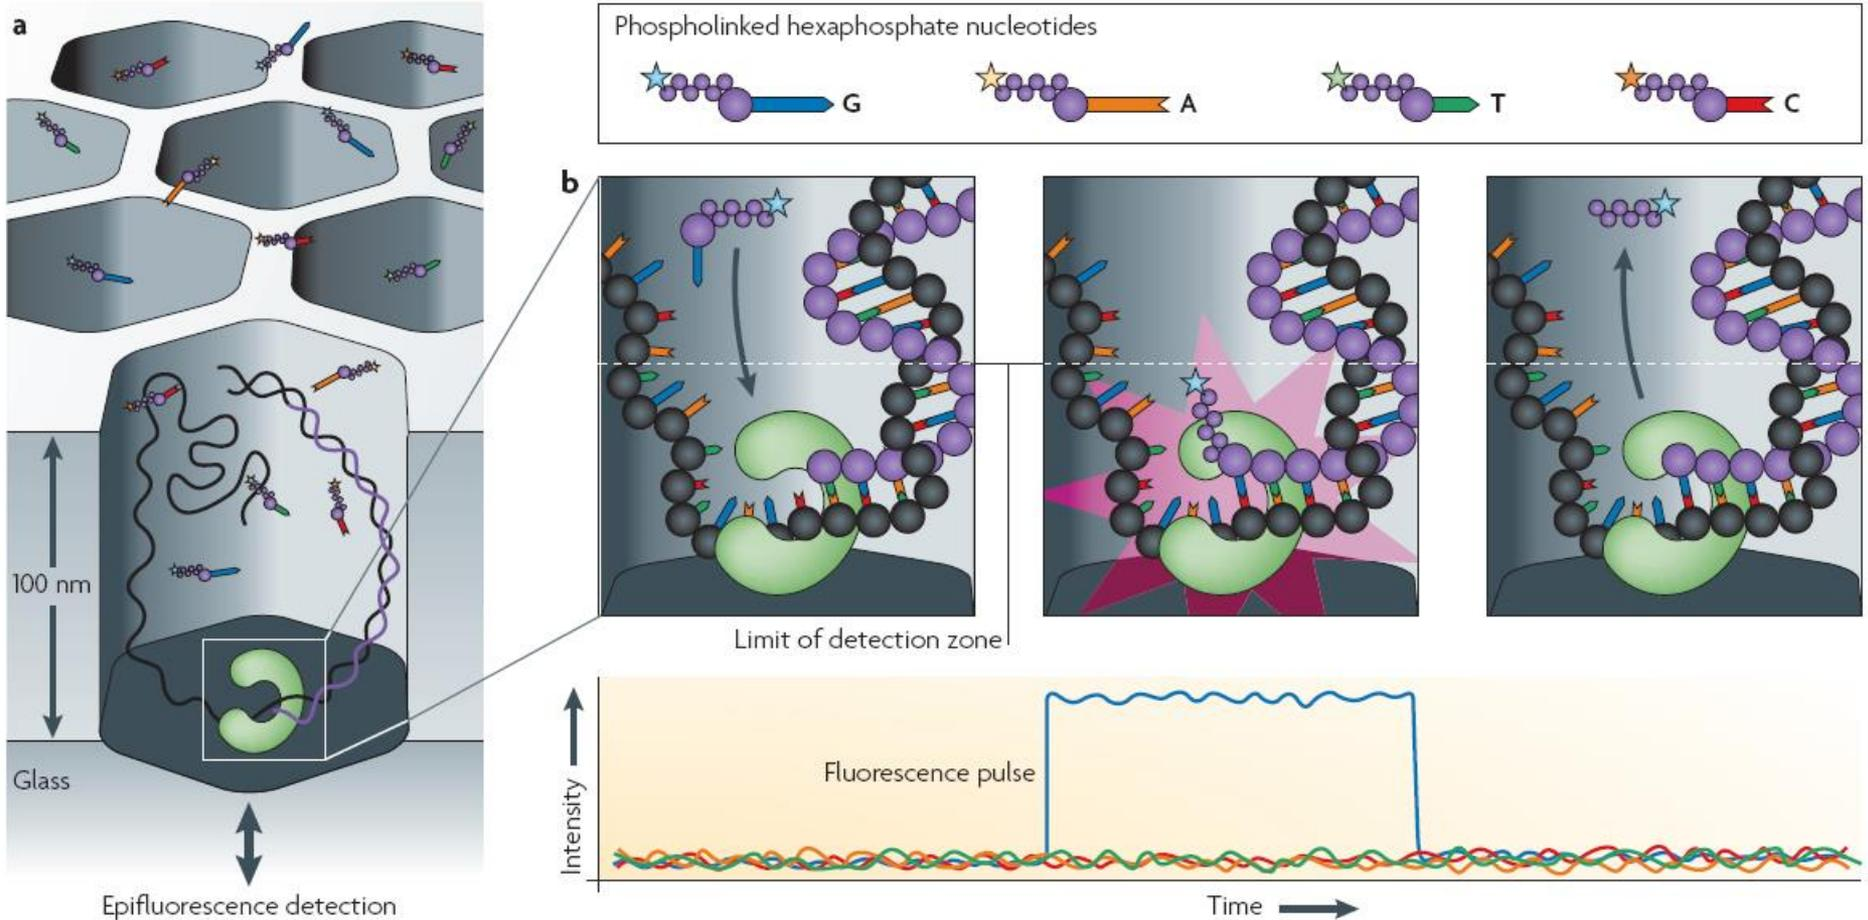 a
100 nm
Glass
Epifluorescence detection
Phospholinked hexaphosphate nucleotides
G A T C
b
Limit of detection zone
Intensity
Fluorescence pulse
Time